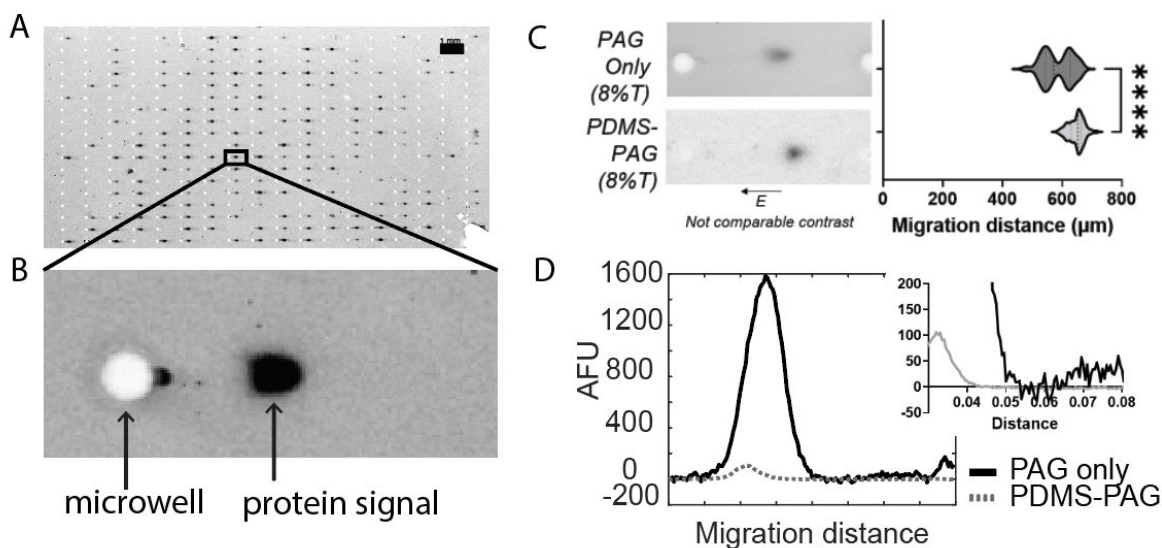 A
1 mm
B
microwell
protein signal
C
PAG
Only
(8%T)
PDMS-
PAG
(8%T)
E
Not comparable contrast
****
0 200 400 600 800
Migration distance (µm)
D
1600
1200
800
400
0
-200
AFU
Migration distance
200
150
100
50
0
-50
0.04 0.05 0.06 0.07 0.08
Distance
PAG only
PDMS-PAG